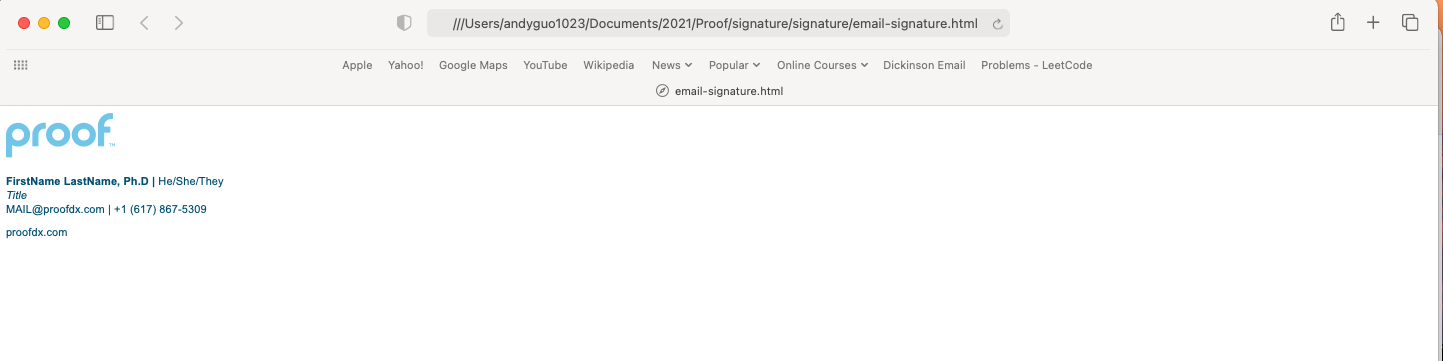 ///Users/andyguo1023/Documents/2021/Proof/signature/signature/email-signature.html
Apple Yahoo! Google Maps YouTube Wikipedia News Popular Online Courses Dickinson Email Problems - LeetCode
email-signature.html
proof™
FirstName LastName, Ph.D | He/She/They
Title
MAIL@proofdx.com | +1 (617) 867-5309
proofdx.com